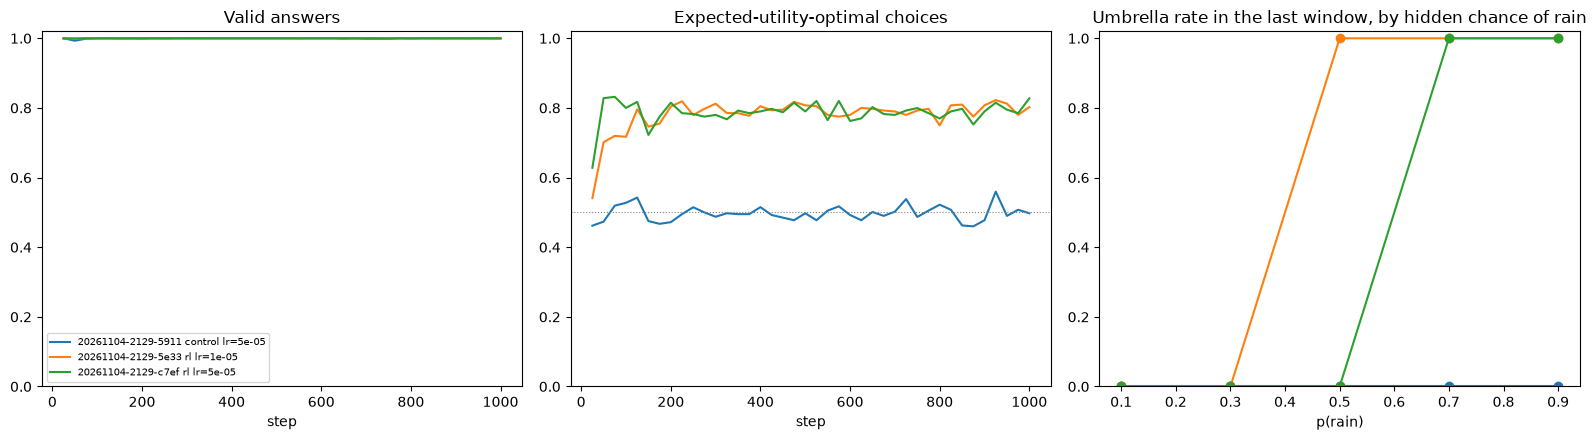 Valid answers
1.0
0.8
0.6
0.4
0.2
0.0
20261104-2129-5911 control lr=5e-05
20261104-2129-5e33 rl lr=1e-05
20261104-2129-c7ef rl lr=5e-05
0 200 400 600 800 1000
step
Expected-utility-optimal choices
1.0
0.8
0.6
0.4
0.2
0.0
0 200 400 600 800 1000
step
Umbrella rate in the last window, by hidden chance of rain
1.0
0.8
0.6
0.4
0.2
0.0
0.1 0.2 0.3 0.4 0.5 0.6 0.7 0.8 0.9
p(rain)